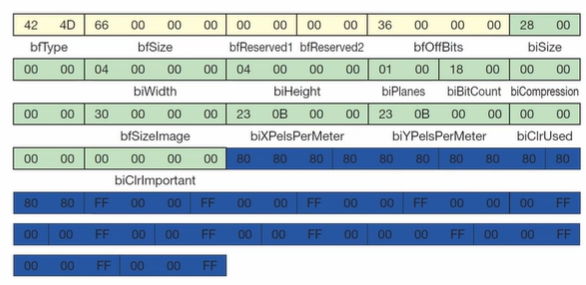 42 4D 66 00 00 00 00 00 00 00 36 00 00 00 28 00
bfType bfSize bfReserved1 bfReserved2 bfOffBits biSize
00 00 04 00 00 00 04 00 00 00 01 00 18 00 00 00
biWidth biHeight biPlanes biBitCount biCompression
00 00 30 00 00 00 23 0B 00 00 23 0B 00 00 00 00
bfSizeImage biXPelsPerMeter biYPelsPerMeter biClrUsed
00 00 00 00 00 00 80 80 80 80 80 80 80 80 80 80
biClrImportant
80 80 FF 00 00 FF 00 00 FF 00 00 FF 00 00 00 FF
00 00 FF 00 00 FF 00 00 FF 00 00 00 FF 00 00 FF
00 00 FF 00 00 FF